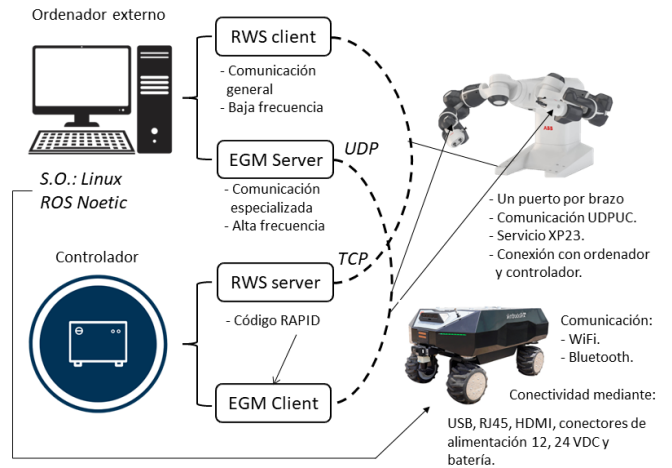 Ordenador externo
RWS client
- Comunicación
general
- Baja frecuencia
UDP
EGM Server
- Comunicación
especializada
- Alta frecuencia
S.O.: Linux
ROS Noetic
ABB
- Un puerto por brazo
- Comunicación UDPUC.
- Servicio XP23.
- Conexión con ordenador
y controlador.
Controlador
TCP
RWS server
- Código RAPID
EGM Client
Comunicación:
- WiFi.
- Bluetooth.
Conectividad mediante:
USB, RJ45, HDMI, conectores de
alimentación 12, 24 VDC y
batería.